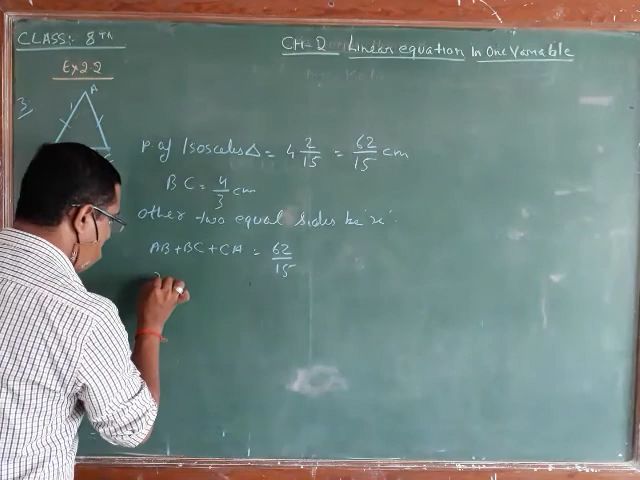 CLASS:- 8TH
CH-2 Linear equation In One Variable
Ex 2.2
3.
A
P of Isosceles Δ = 4 2/15 = 62/15 cm
BC = 4/3 cm
Other two equal sides be 'x'.
AB + BC + CA = 62/15